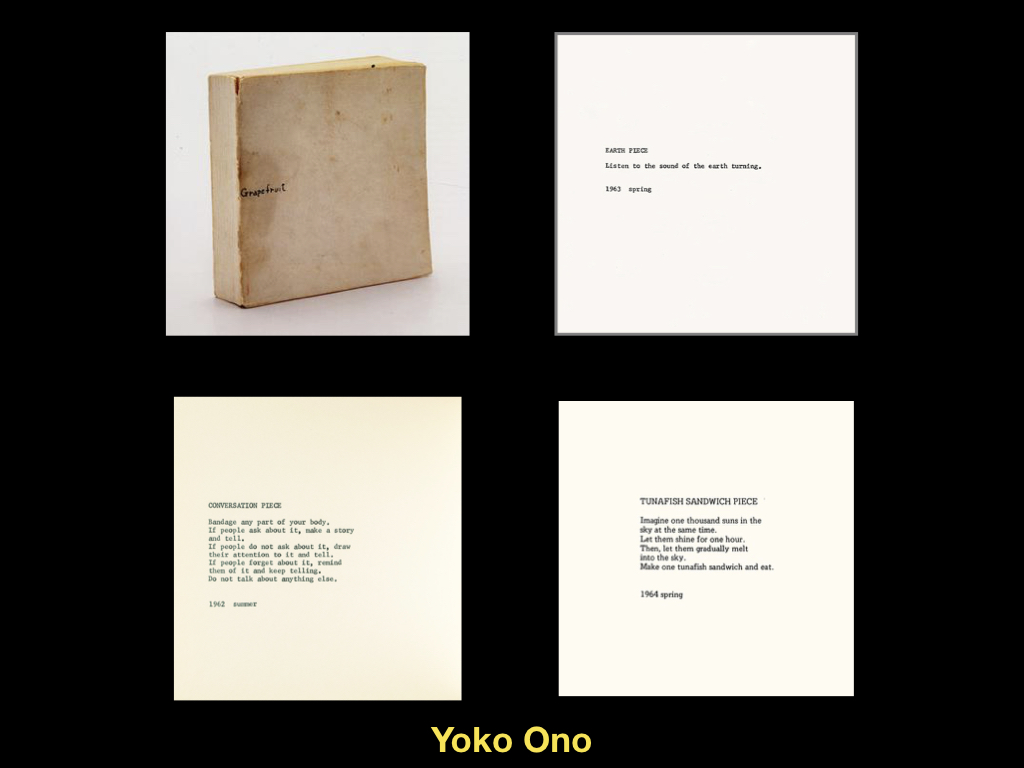 Grapefruit
EARTH PIECE
Listen to the sound of the earth turning.
1963 spring
CONVERSATION PIECE
Bandage any part of your body.
If people ask about it, make a story
and tell.
If people do not ask about it, draw
their attention to it and tell.
If people forget about it, remind
them of it and keep telling.
Do not talk about anything else.
1962 summer
TUNAFISH SANDWICH PIECE
Imagine one thousand suns in the
sky at the same time.
Let them shine for one hour.
Then, let them gradually melt
into the sky.
Make one tunafish sandwich and eat.
1964 spring
Yoko Ono